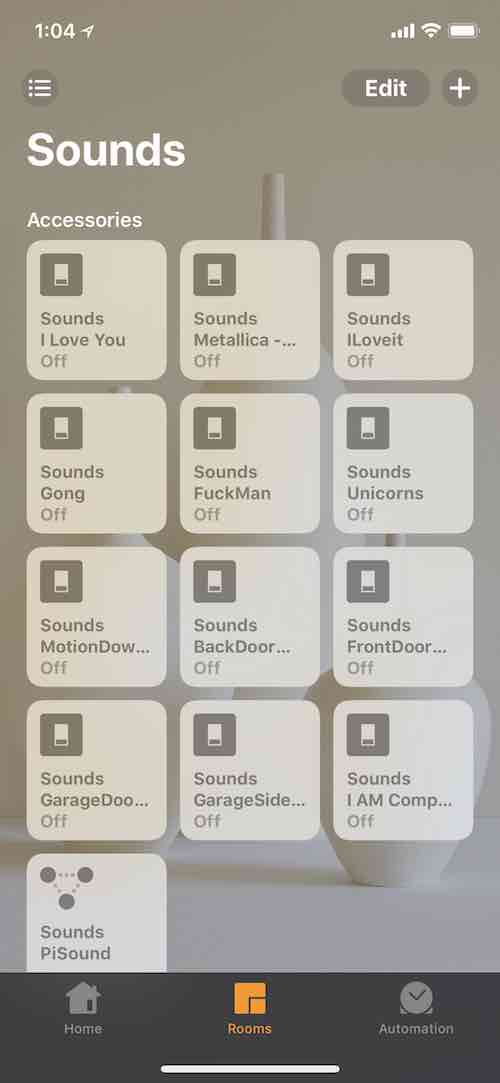 1:04
Edit
Sounds
Accessories
Sounds
I Love You
Off
Sounds
Metallica -...
Off
Sounds
ILoveit
Off
Sounds
Gong
Off
Sounds
FuckMan
Off
Sounds
Unicorns
Off
Sounds
MotionDow...
Off
Sounds
BackDoor...
Off
Sounds
FrontDoor...
Off
Sounds
GarageDoo...
Off
Sounds
GarageSide...
Off
Sounds
I AM Comp...
Off
Sounds
PiSound
Home
Rooms
Automation